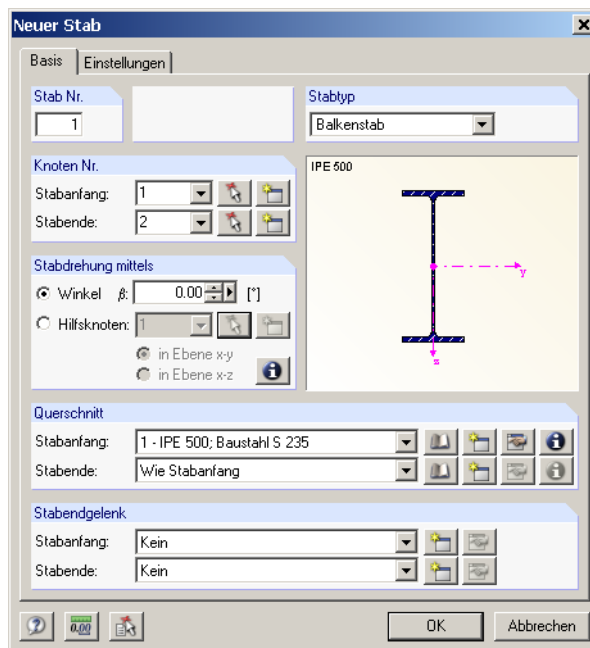 Neuer Stab
Basis
Einstellungen
Stab Nr.
1
Stabtyp
Balkenstab
Knoten Nr.
Stabanfang: 1
Stabende: 2
IPE 500
y
z
Stabdrehung mittels
Winkel β: 0.00 [°]
Hilfsknoten: 1
in Ebene x-y
in Ebene x-z
Querschnitt
Stabanfang: 1 - IPE 500; Baustahl S 235
Stabende: Wie Stabanfang
Stabendgelenk
Stabanfang: Kein
Stabende: Kein
0.00
OK
Abbrechen